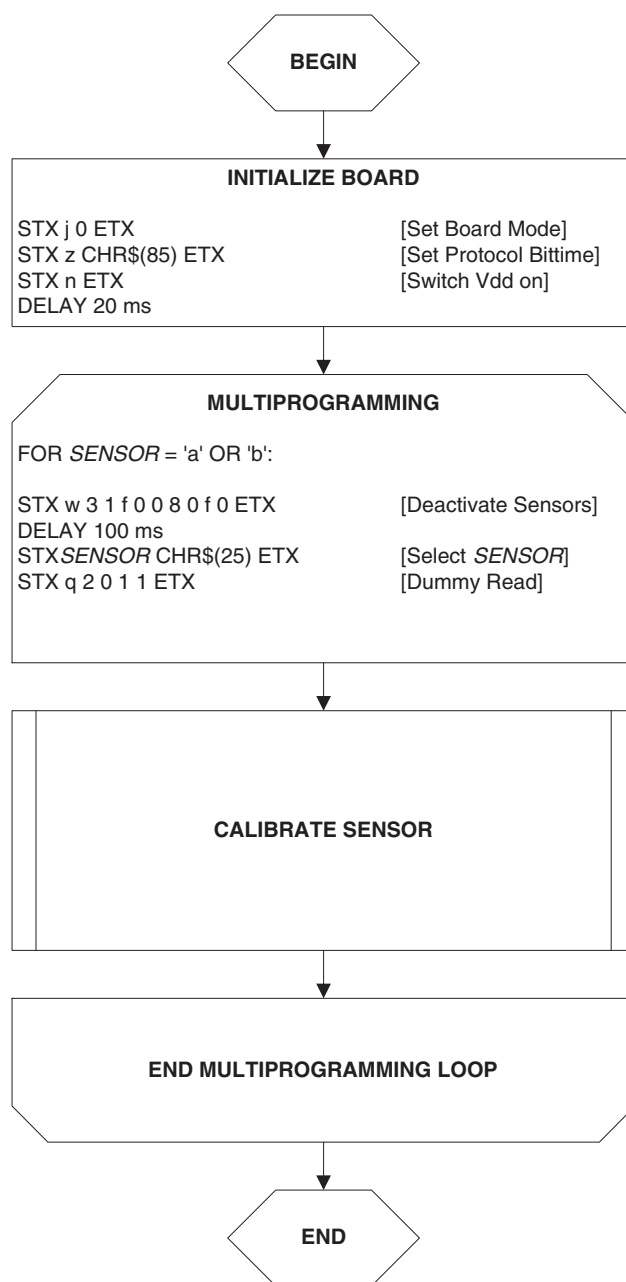 BEGIN
INITIALIZE BOARD
STX j 0 ETX [Set Board Mode]
STX z CHR$(85) ETX [Set Protocol Bittime]
STX n ETX [Switch Vdd on]
DELAY 20 ms
MULTIPROGRAMMING
FOR SENSOR = 'a' OR 'b':
STX w 3 1 f 0 0 8 0 f 0 ETX [Deactivate Sensors]
DELAY 100 ms
STXSENSOR CHR$(25) ETX [Select SENSOR]
STX q 2 0 1 1 ETX [Dummy Read]
CALIBRATE SENSOR
END MULTIPROGRAMMING LOOP
END